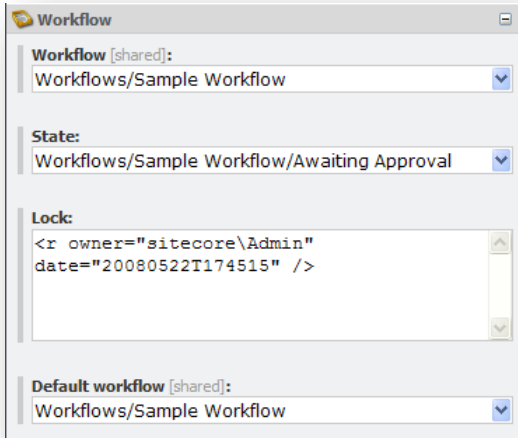 Workflow
Workflow [shared]:
Workflows/Sample Workflow
State:
Workflows/Sample Workflow/Awaiting Approval
Lock:
<r owner="sitecore\Admin"
date="20080522T174515" />
Default workflow [shared]:
Workflows/Sample Workflow